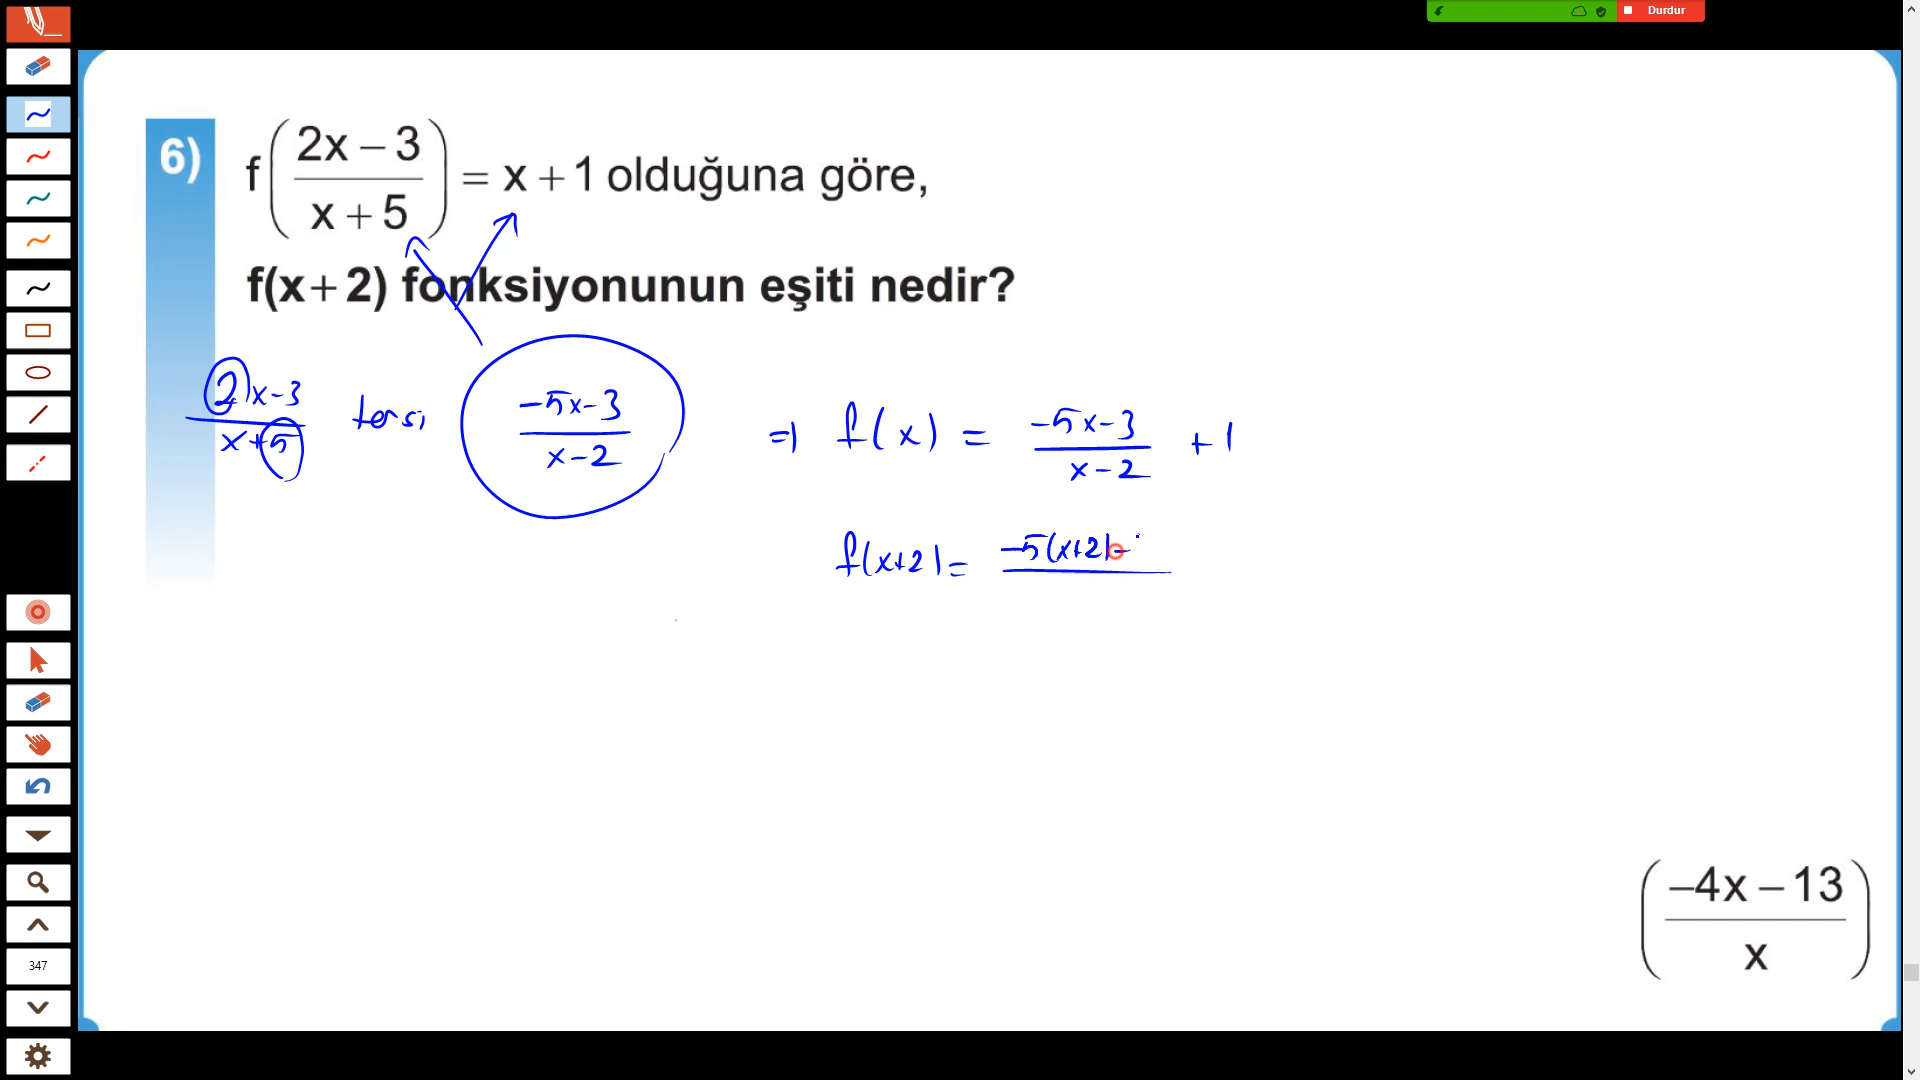 Durdur
6) f((2x – 3)/(x + 5)) = x + 1 olduğuna göre,
f(x + 2) fonksiyonunun eşiti nedir?
(2x-3)/(x+5) tersi (-5x-3)/(x-2) ⇒ f(x) = (-5x-3)/(x-2) + 1
f(x+2) = -5(x+2)-
((–4x – 13)/x)
347